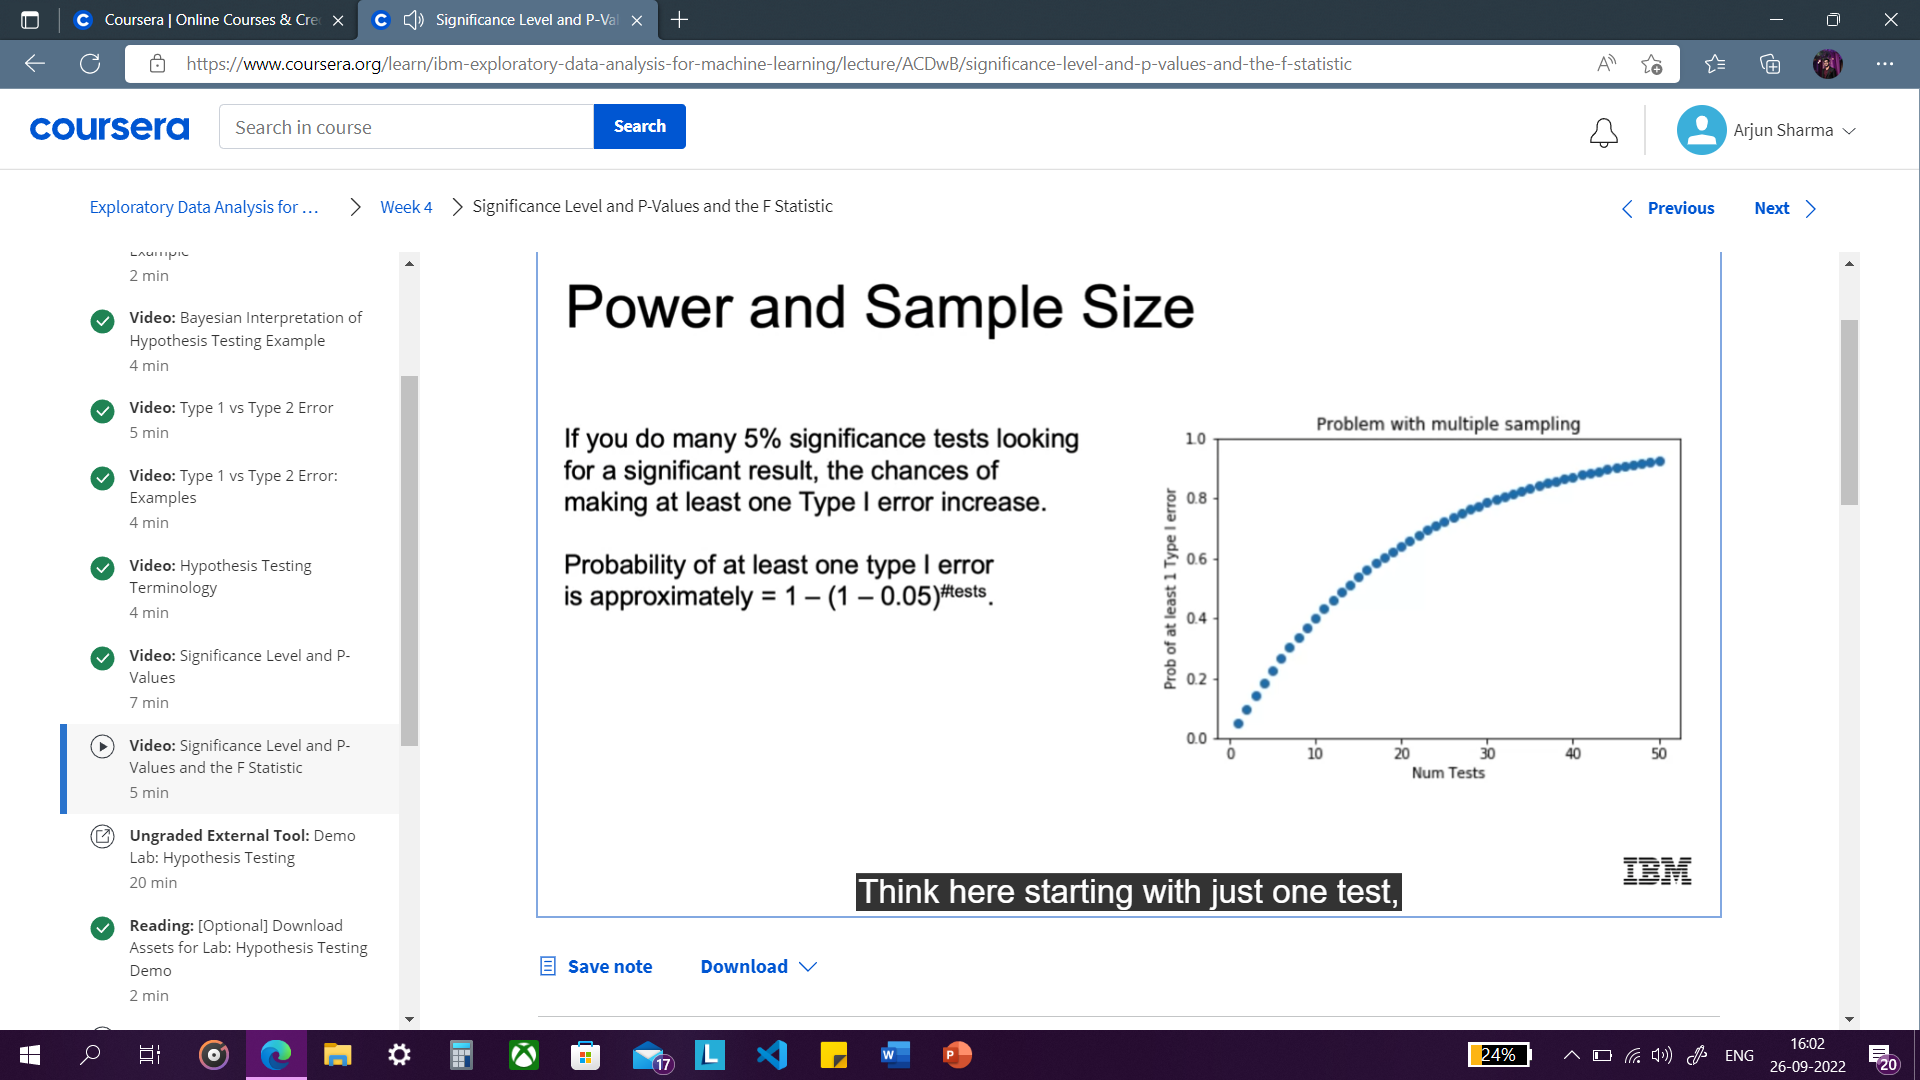 Coursera | Online Courses & Cre
Significance Level and P-Val
https://www.coursera.org/learn/ibm-exploratory-data-analysis-for-machine-learning/lecture/ACDwB/significance-level-and-p-values-and-the-f-statistic
coursera
Search in course
Search
Arjun Sharma
Exploratory Data Analysis for ...
Week 4
Significance Level and P-Values and the F Statistic
Previous
Next
Example
2 min
Video: Bayesian Interpretation of
Hypothesis Testing Example
4 min
Video: Type 1 vs Type 2 Error
5 min
Video: Type 1 vs Type 2 Error:
Examples
4 min
Video: Hypothesis Testing
Terminology
4 min
Video: Significance Level and P-
Values
7 min
Video: Significance Level and P-
Values and the F Statistic
5 min
Ungraded External Tool: Demo
Lab: Hypothesis Testing
20 min
Reading: [Optional] Download
Assets for Lab: Hypothesis Testing
Demo
2 min
Power and Sample Size
If you do many 5% significance tests looking
for a significant result, the chances of
making at least one Type I error increase.
Probability of at least one type I error
is approximately = 1 – (1 – 0.05)#tests.
Problem with multiple sampling
Prob of at least 1 Type I error
1.0
0.8
0.6
0.4
0.2
0.0
0 10 20 30 40 50
Num Tests
IBM
Think here starting with just one test,
Save note
Download
17
L
W
P
24%
ENG
16:02
26-09-2022
20